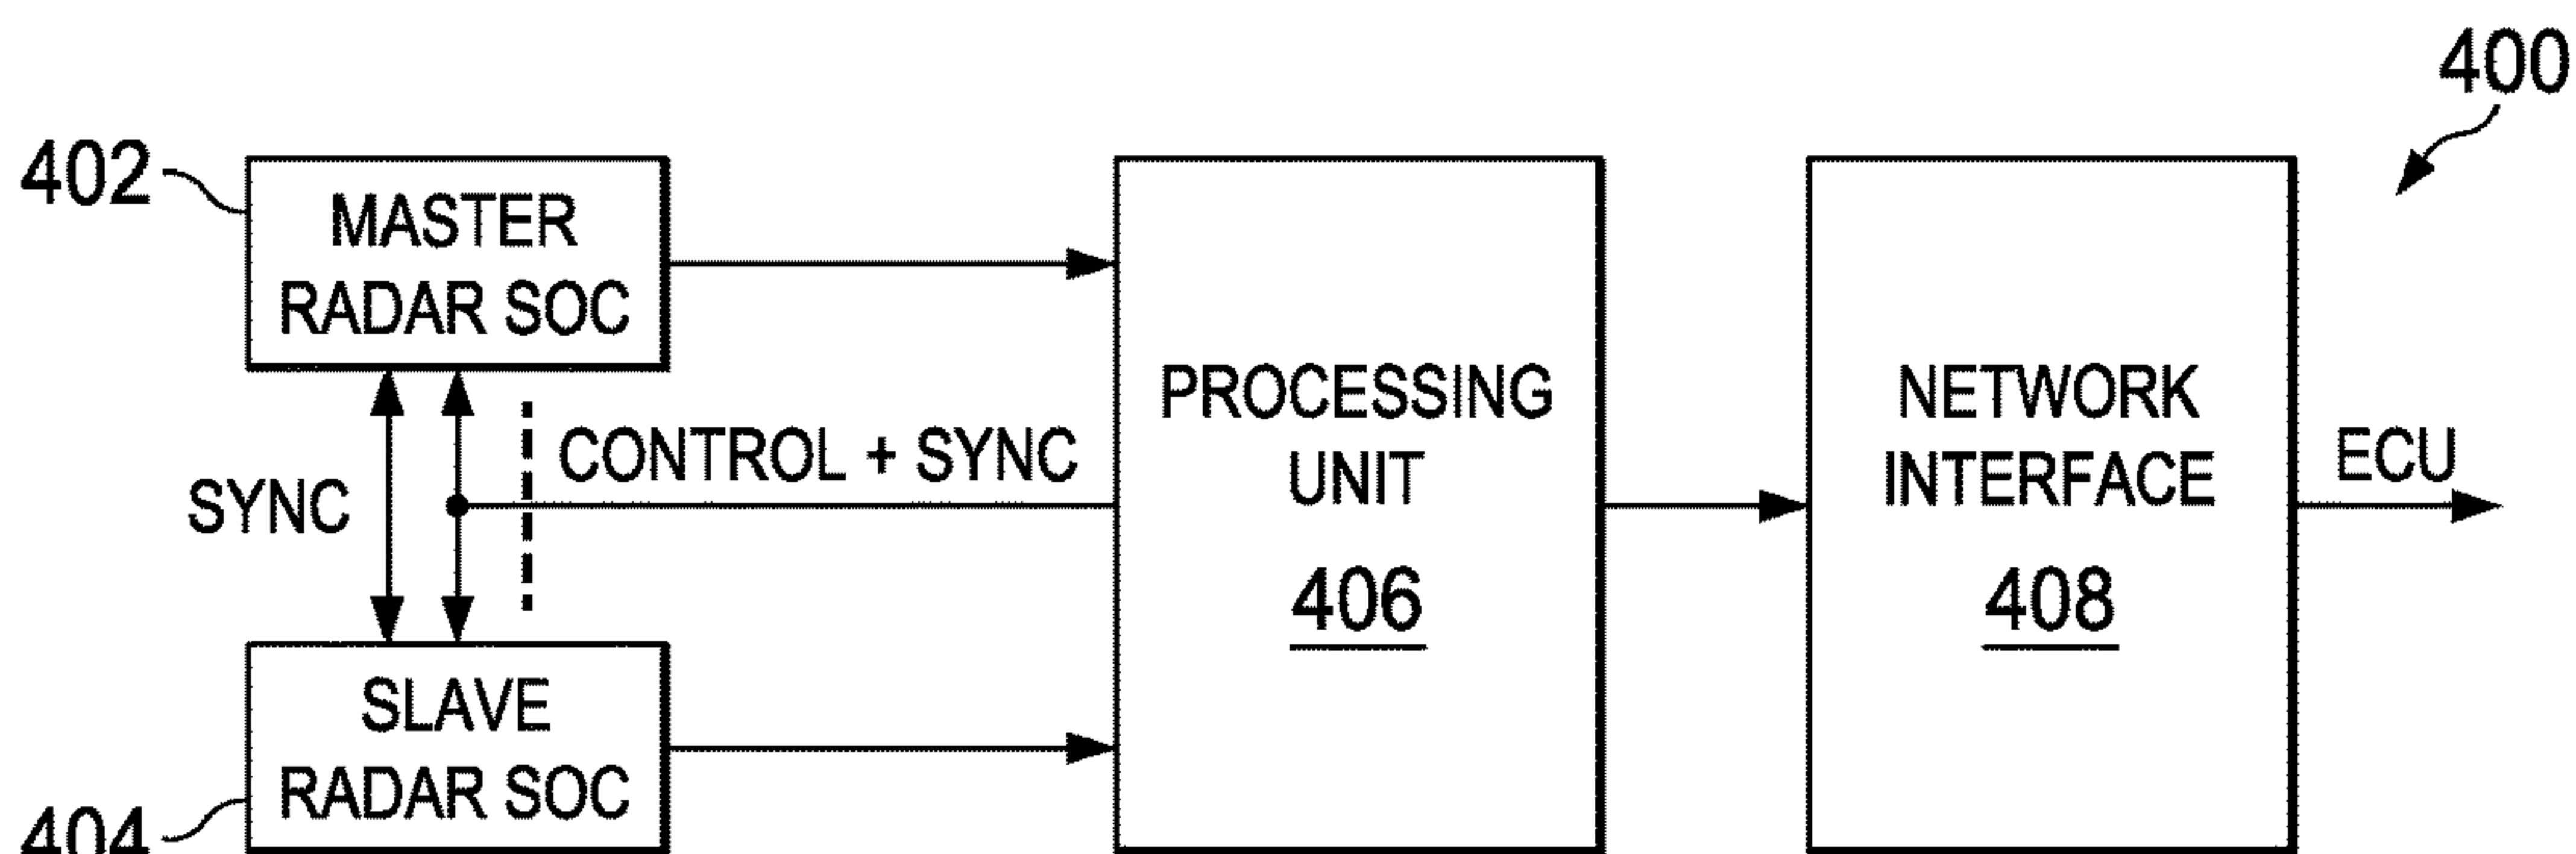 400
402
MASTER
RADAR SOC
SYNC
CONTROL + SYNC
PROCESSING
UNIT
406
NETWORK
INTERFACE
408
ECU
SLAVE
RADAR SOC
404